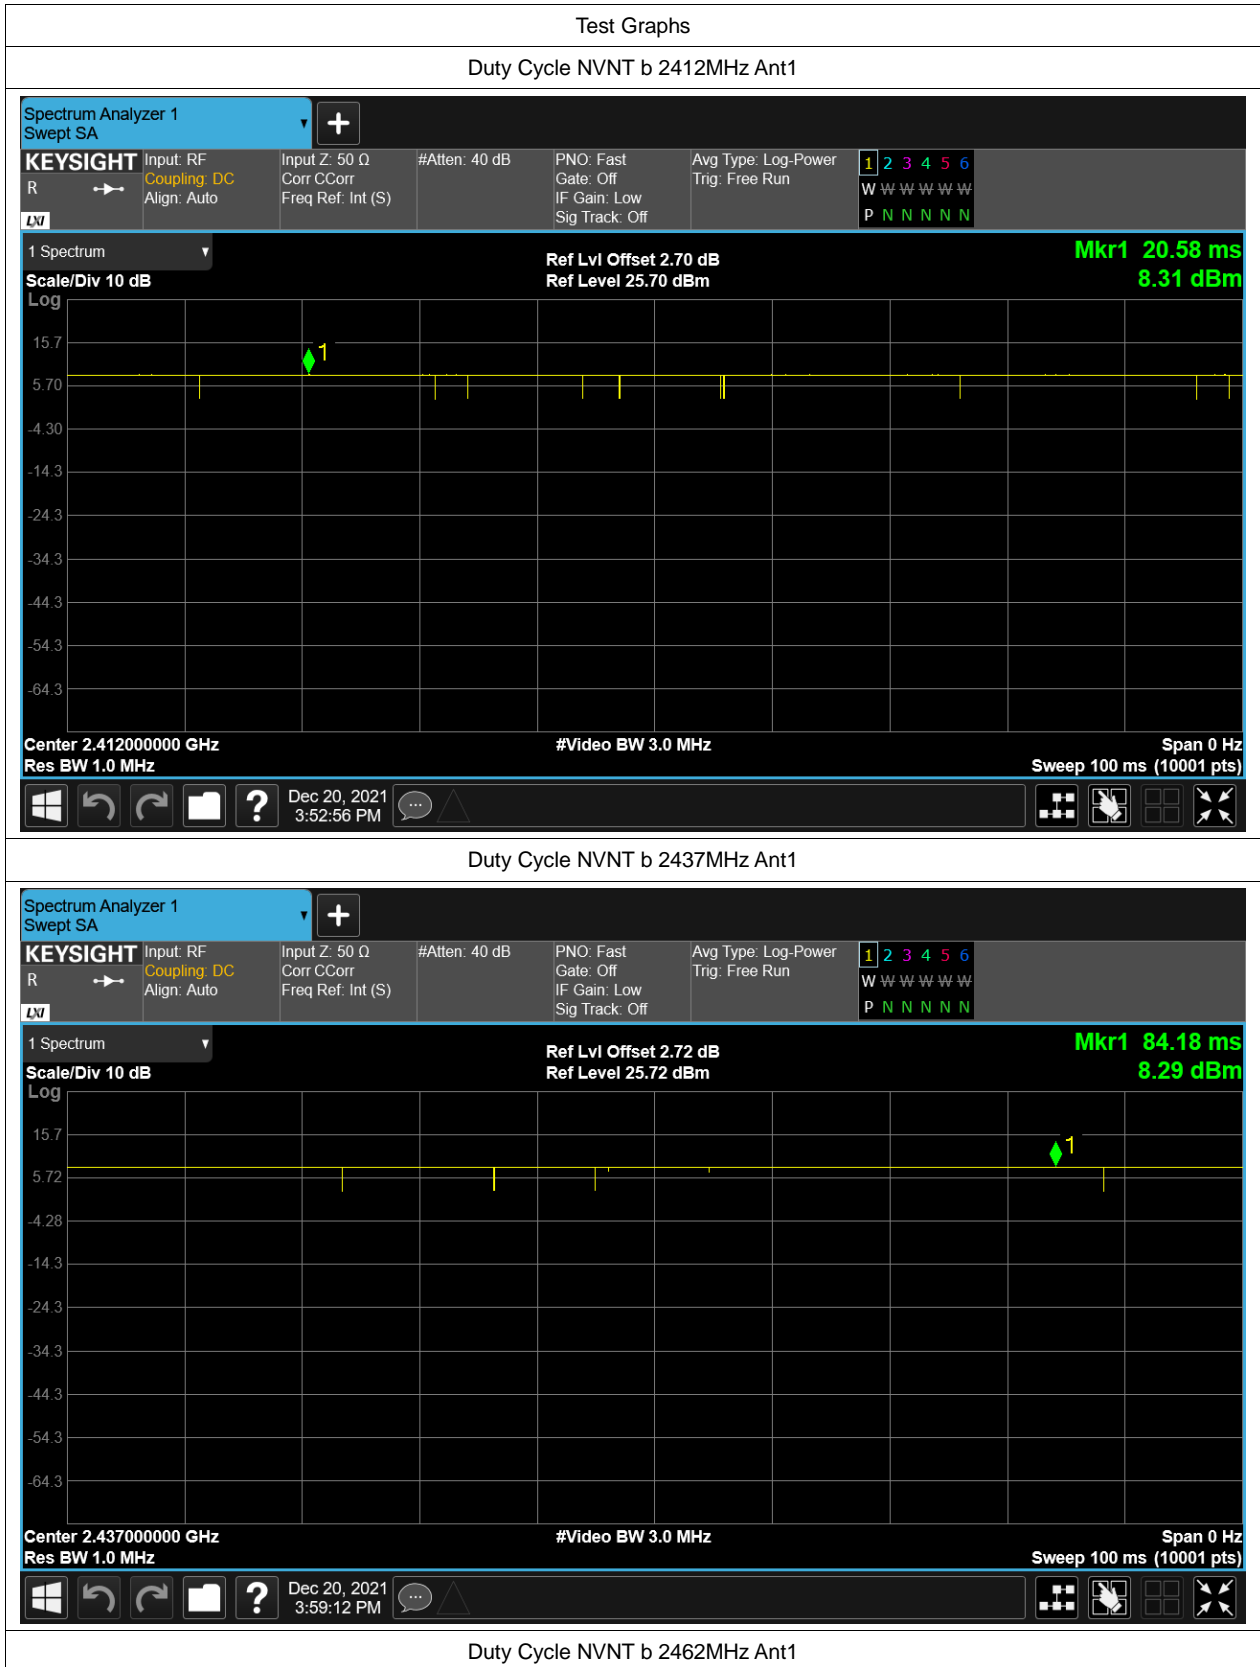 Test Graphs
Duty Cycle NVNT b 2412MHz Ant1
Spectrum Analyzer 1
Swept SA
KEYSIGHT Input: RF Input Z: 50 Ω #Atten: 40 dB PNO: Fast Avg Type: Log-Power 1 2 3 4 5 6
R Coupling: DC Corr CCorr Gate: Off Trig: Free Run W W W W W W
Align: Auto Freq Ref: Int (S) IF Gain: Low
LXI Sig Track: Off P N N N N N
1 Spectrum Ref Lvl Offset 2.70 dB Mkr1 20.58 ms
Scale/Div 10 dB Ref Level 25.70 dBm 8.31 dBm
Log
15.7
1
5.70
-4.30
-14.3
-24.3
-34.3
-44.3
-54.3
-64.3
Center 2.412000000 GHz #Video BW 3.0 MHz Span 0 Hz
Res BW 1.0 MHz Sweep 100 ms (10001 pts)
? Dec 20, 2021
3:52:56 PM
Duty Cycle NVNT b 2437MHz Ant1
Spectrum Analyzer 1
Swept SA
KEYSIGHT Input: RF Input Z: 50 Ω #Atten: 40 dB PNO: Fast Avg Type: Log-Power 1 2 3 4 5 6
R Coupling: DC Corr CCorr Gate: Off Trig: Free Run W W W W W W
Align: Auto Freq Ref: Int (S) IF Gain: Low
LXI Sig Track: Off P N N N N N
1 Spectrum Ref Lvl Offset 2.72 dB Mkr1 84.18 ms
Scale/Div 10 dB Ref Level 25.72 dBm 8.29 dBm
Log
15.7
1
5.72
-4.28
-14.3
-24.3
-34.3
-44.3
-54.3
-64.3
Center 2.437000000 GHz #Video BW 3.0 MHz Span 0 Hz
Res BW 1.0 MHz Sweep 100 ms (10001 pts)
? Dec 20, 2021
3:59:12 PM
Duty Cycle NVNT b 2462MHz Ant1